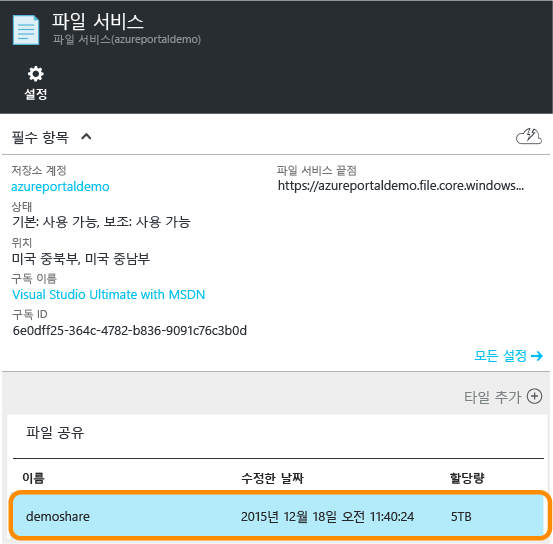 파일 서비스
파일 서비스(azureportaldemo)
설정
필수 항목
저장소 계정
azureportaldemo
파일 서비스 끝점
https://azureportaldemo.file.core.windows...
상태
기본: 사용 가능, 보조: 사용 가능
위치
미국 중북부, 미국 중남부
구독 이름
Visual Studio Ultimate with MSDN
구독 ID
6e0dff25-364c-4782-b836-9091c76c3b0d
모든 설정
타일 추가
파일 공유
이름 수정한 날짜 할당량
demoshare 2015년 12월 18일 오전 11:40:24 5TB